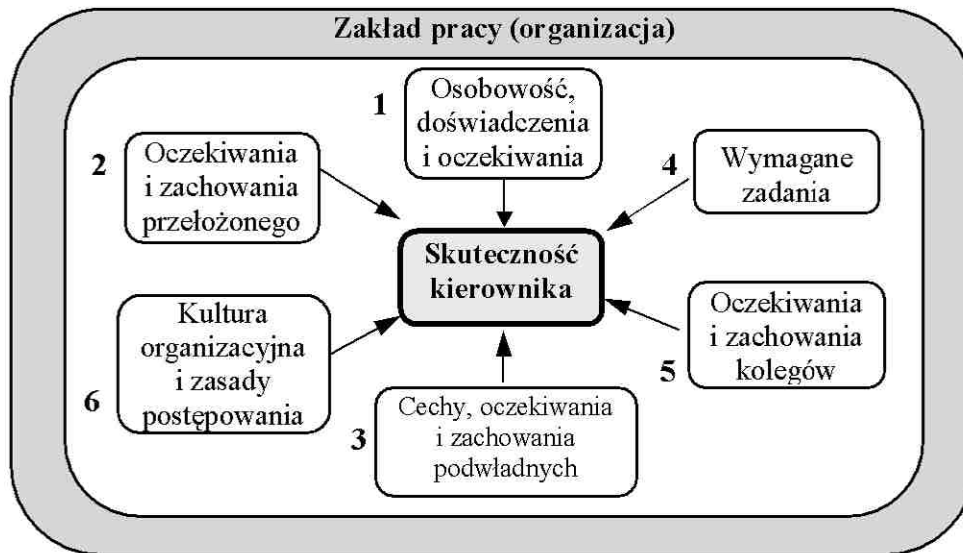 Zakład pracy (organizacja)
1
Osobowość,
doświadczenia
i oczekiwania
2
Oczekiwania
i zachowania
przełożonego
4
Wymagane
zadania
Skuteczność
kierownika
6
Kultura
organizacyjna
i zasady
postępowania
5
Oczekiwania
i zachowania
kolegów
3
Cechy, oczekiwania
i zachowania
podwładnych